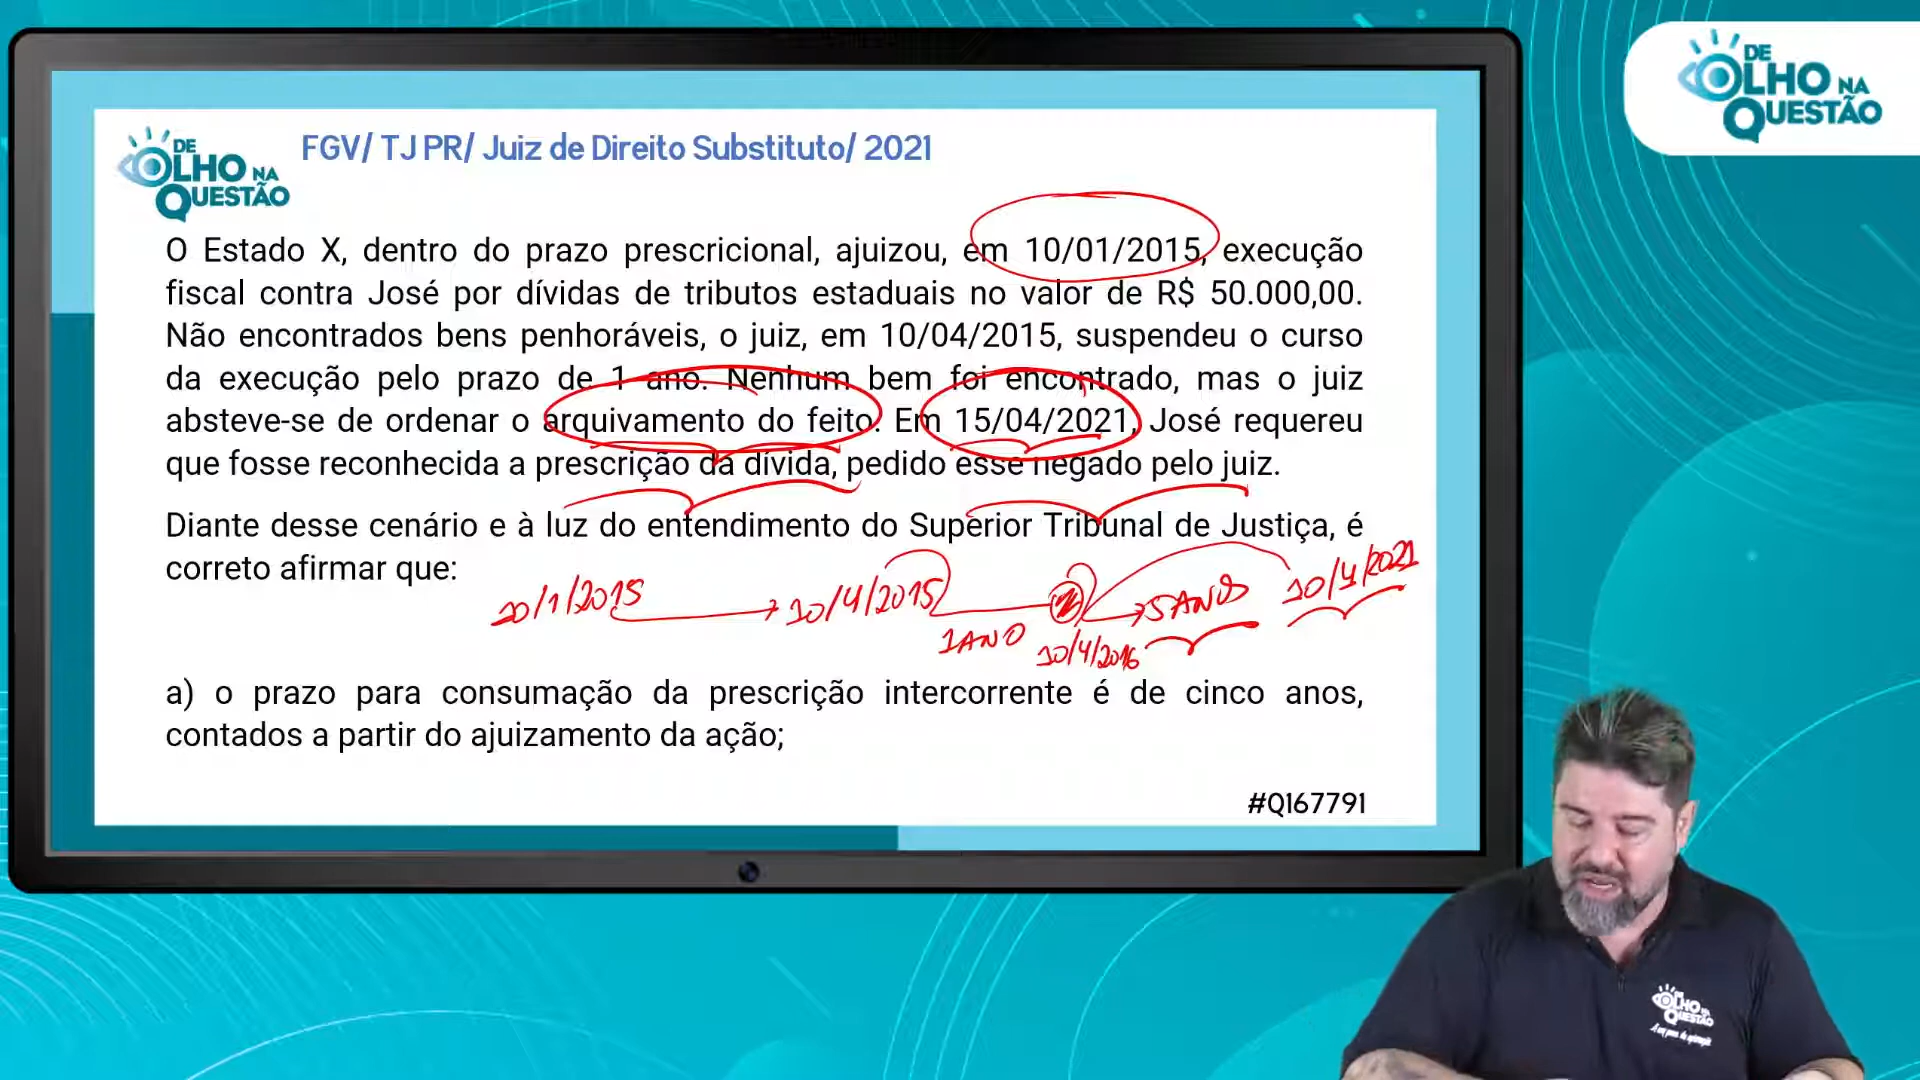 DE
OLHO NA
QUESTÃO
DE
OLHO NA
QUESTÃO
FGV/ TJ PR/ Juiz de Direito Substituto/ 2021
O Estado X, dentro do prazo prescricional, ajuizou, em 10/01/2015, execução
fiscal contra José por dívidas de tributos estaduais no valor de R$ 50.000,00.
Não encontrados bens penhoráveis, o juiz, em 10/04/2015, suspendeu o curso
da execução pelo prazo de 1 ano. Nenhum bem foi encontrado, mas o juiz
absteve-se de ordenar o arquivamento do feito. Em 15/04/2021, José requereu
que fosse reconhecida a prescrição da dívida, pedido esse negado pelo juiz.
Diante desse cenário e à luz do entendimento do Superior Tribunal de Justiça, é
correto afirmar que:
10/1/2015 10/4/2015 1 ANO 10/4/2016 5 ANOS 10/4/2021
a) o prazo para consumação da prescrição intercorrente é de cinco anos,
contados a partir do ajuizamento da ação;
#Q167791
DE
OLHO NA
QUESTÃO